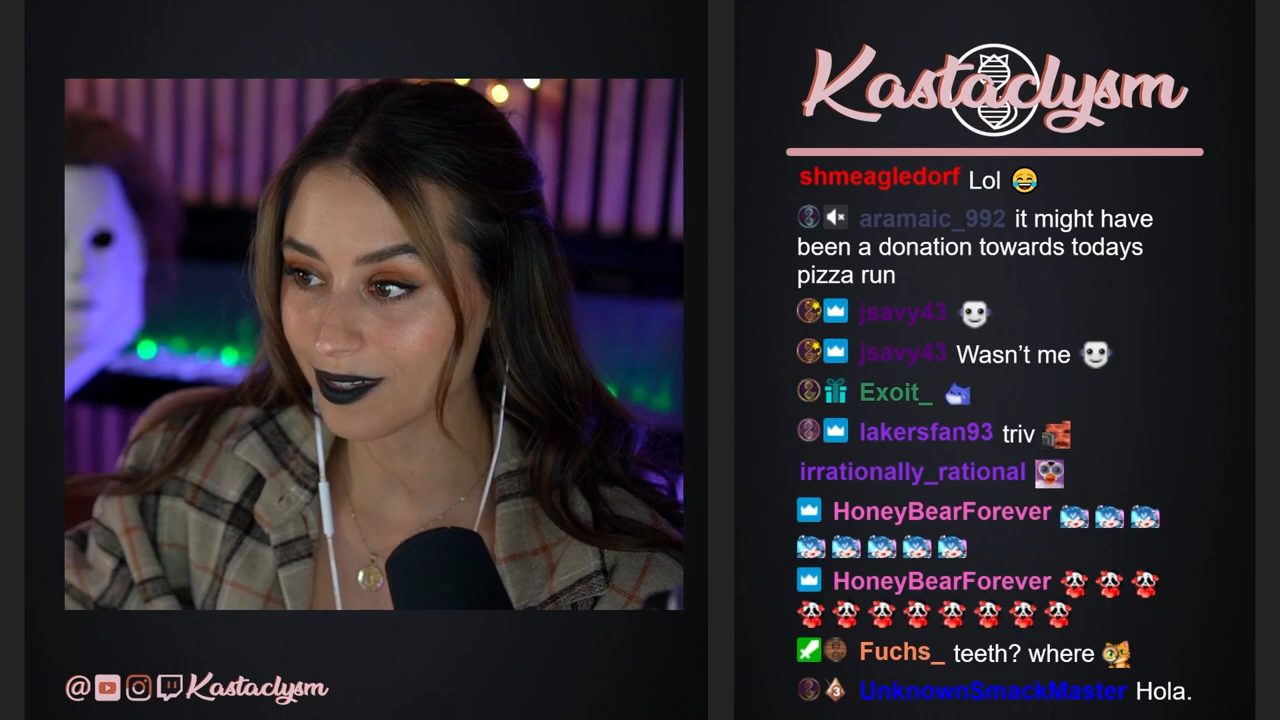 Kastaclysm
shmeagledorf Lol
aramaic_992 it might have
been a donation towards todays
pizza run
jsavy43
jsavy43 Wasn't me
Exoit_
lakersfan93 triv
irrationally_rational
HoneyBearForever
HoneyBearForever
Fuchs_ teeth? where
3 UnknownSmackMaster Hola.
@ Kastaclysm